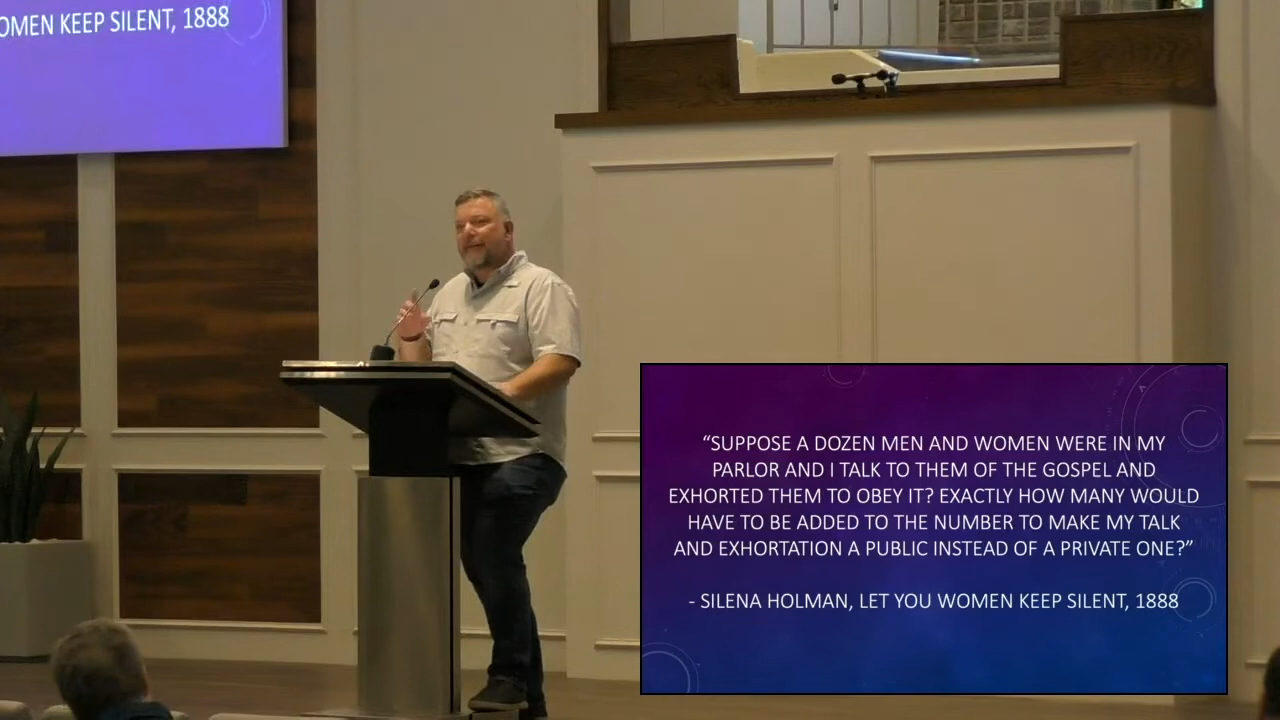 OMEN KEEP SILENT, 1888
“SUPPOSE A DOZEN MEN AND WOMEN WERE IN MY
PARLOR AND I TALK TO THEM OF THE GOSPEL AND
EXHORTED THEM TO OBEY IT? EXACTLY HOW MANY WOULD
HAVE TO BE ADDED TO THE NUMBER TO MAKE MY TALK
AND EXHORTATION A PUBLIC INSTEAD OF A PRIVATE ONE?”
- SILENA HOLMAN, LET YOU WOMEN KEEP SILENT, 1888